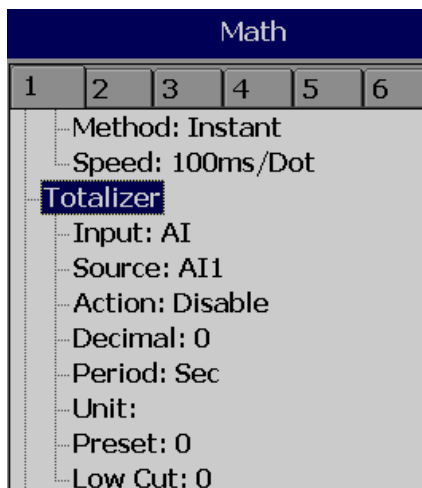 Math
1 2 3 4 5 6
Method: Instant
Speed: 100ms/Dot
Totalizer
Input: AI
Source: AI1
Action: Disable
Decimal: 0
Period: Sec
Unit:
Preset: 0
Low Cut: 0